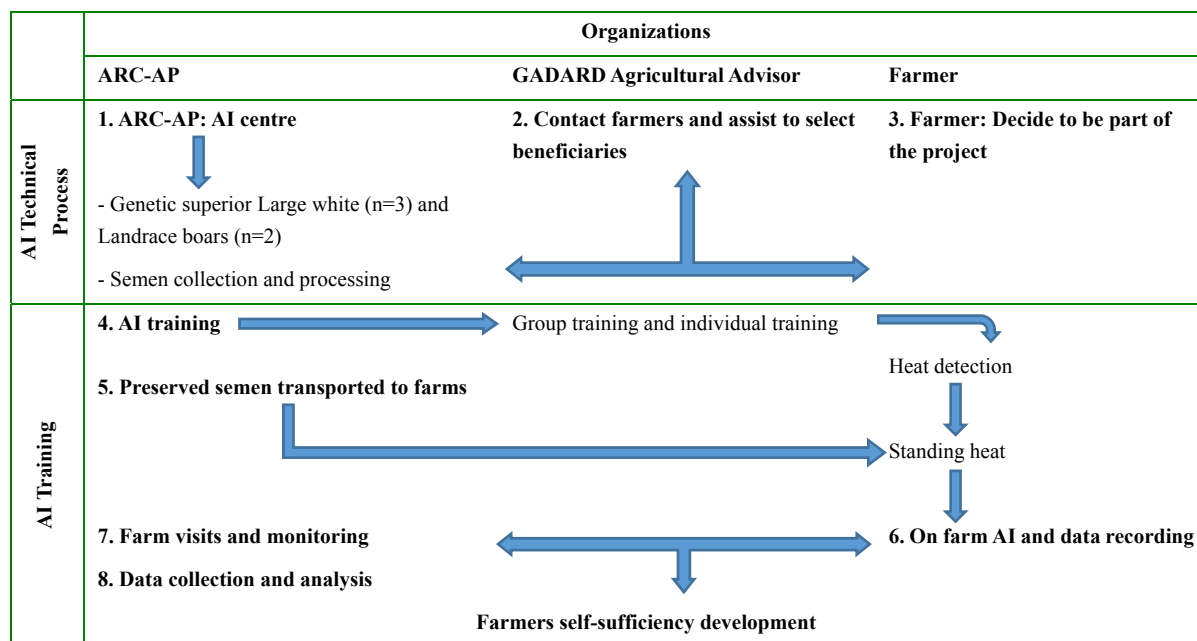 Organizations
ARC-AP
GADARD Agricultural Advisor
Farmer
AI Technical
Process
1. ARC-AP: AI centre
2. Contact farmers and assist to select
beneficiaries
3. Farmer: Decide to be part of
the project
- Genetic superior Large white (n=3) and
Landrace boars (n=2)
- Semen collection and processing
AI Training
4. AI training
Group training and individual training
Heat detection
5. Preserved semen transported to farms
Standing heat
7. Farm visits and monitoring
6. On farm AI and data recording
8. Data collection and analysis
Farmers self-sufficiency development